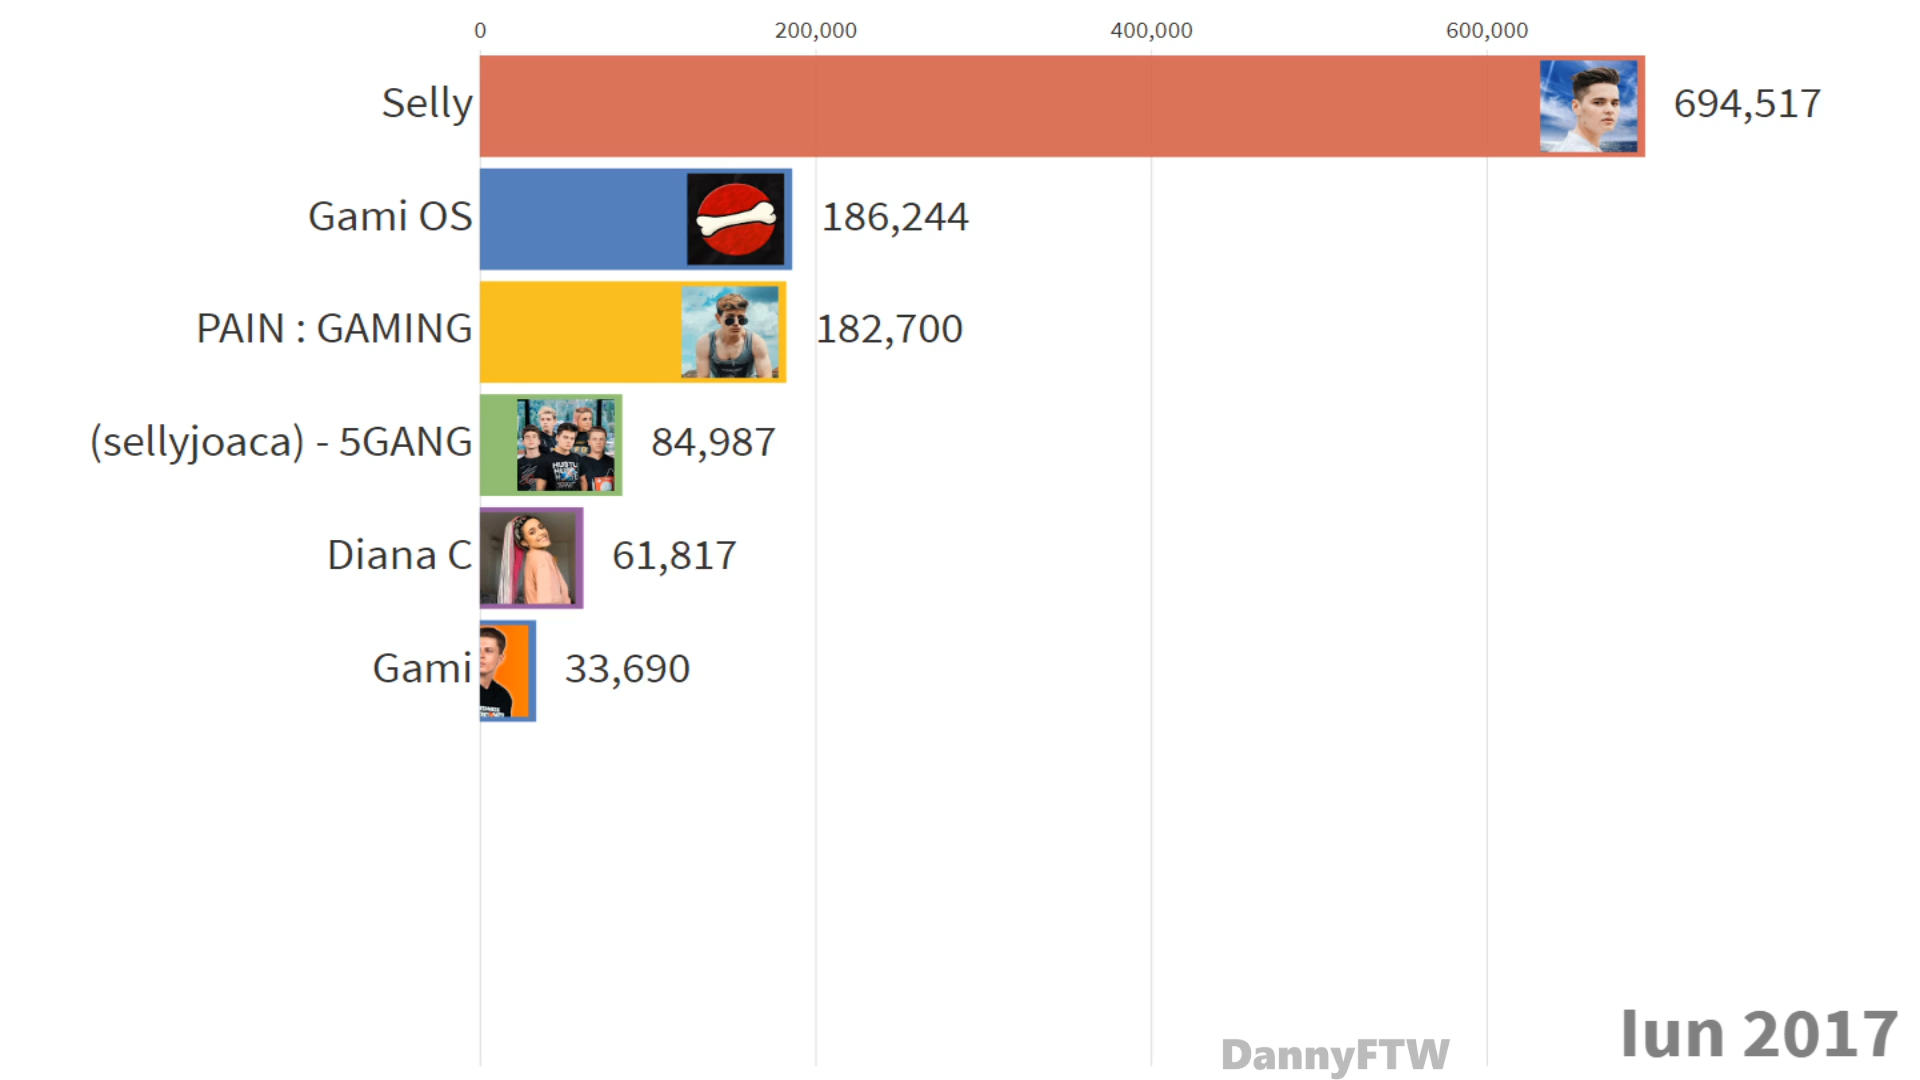 0 200,000 400,000 600,000
Selly 694,517
Gami OS 186,244
PAIN : GAMING 182,700
(sellyjoaca) - 5GANG 84,987
Diana C 61,817
Gami 33,690
Iun 2017
DannyFTW